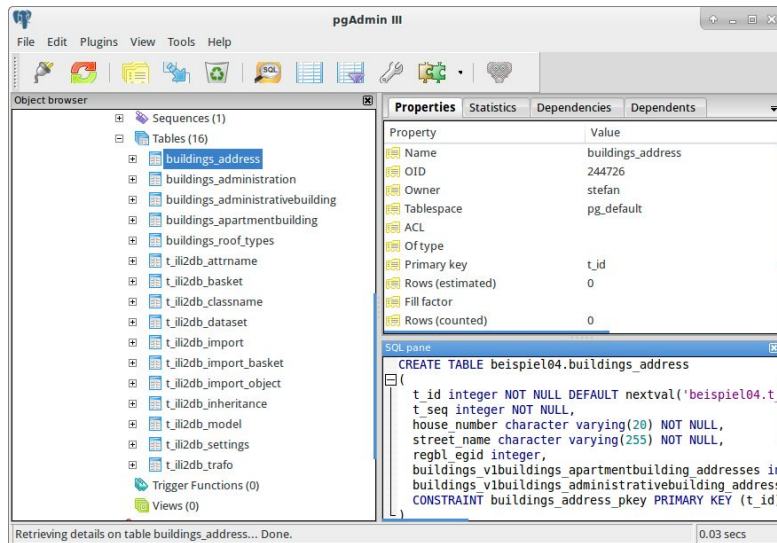 pgAdmin III
File Edit Plugins View Tools Help
SQL
Object browser
Sequences (1)
Tables (16)
buildings_address
buildings_administration
buildings_administrativebuilding
buildings_apartmentbuilding
buildings_roof_types
t_ili2db_attrname
t_ili2db_basket
t_ili2db_classname
t_ili2db_dataset
t_ili2db_import
t_ili2db_import_basket
t_ili2db_import_object
t_ili2db_inheritance
t_ili2db_model
t_ili2db_settings
t_ili2db_trafo
Trigger Functions (0)
Views (0)
Properties Statistics Dependencies Dependents
Property Value
Name buildings_address
OID 244726
Owner stefan
Tablespace pg_default
ACL
Of type
Primary key t_id
Rows (estimated) 0
Fill factor
Rows (counted) 0
SQL pane
CREATE TABLE beispiel04.buildings_address
(
t_id integer NOT NULL DEFAULT nextval('beispiel04.t_
t_seq integer NOT NULL,
house_number character varying(20) NOT NULL,
street_name character varying(255) NOT NULL,
regbl_egid integer,
buildings_v1buildings_apartmentbuilding_addresses in
buildings_v1buildings_administrativebuilding_address
CONSTRAINT buildings_address_pkey PRIMARY KEY (t_id)
)
Retrieving details on table buildings_address... Done. 0.03 secs